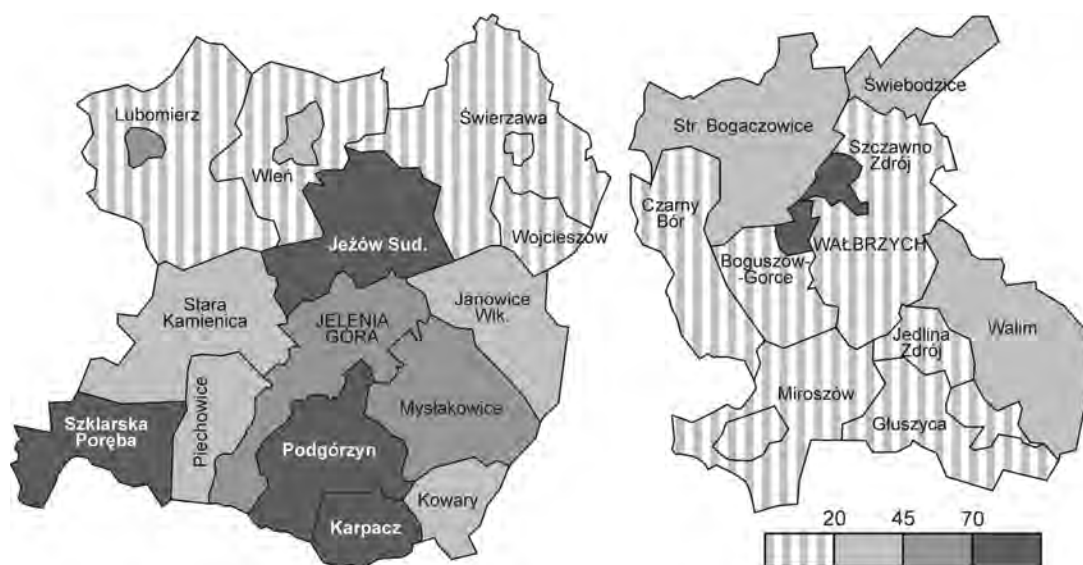 Lubomierz
Wleń
Świerzawa
Wojcieszów
Jeżów Sud.
Stara
Kamienica
JELENIA
GÓRA
Janowice
Wlk.
Szklarska
Poręba
Piechowice
Mysłakowice
Podgórzyn
Kowary
Karpacz
Świebodzice
Str. Bogaczowice
Szczawno
Zdrój
Czarny
Bór
WAŁBRZYCH
Boguszów-
-Gorce
Jedlina
Zdrój
Walim
Miroszów
Głuszyca
20 45 70